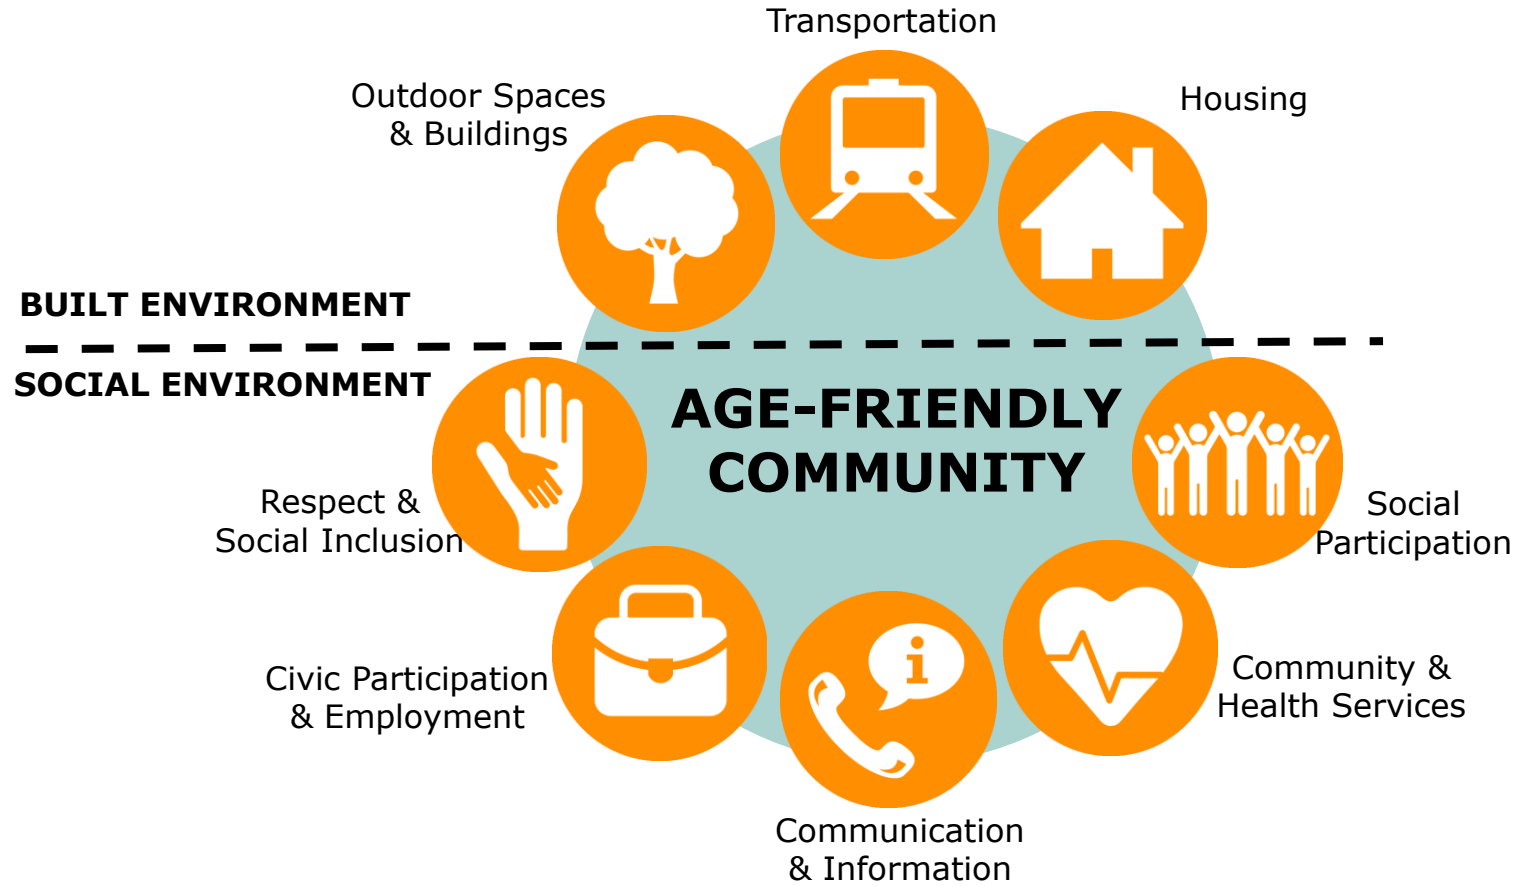 Transportation
Outdoor Spaces
& Buildings
Housing
BUILT ENVIRONMENT
SOCIAL ENVIRONMENT
AGE-FRIENDLY
COMMUNITY
Respect &
Social Inclusion
Social
Participation
Civic Participation
& Employment
i
Community &
Health Services
Communication
& Information